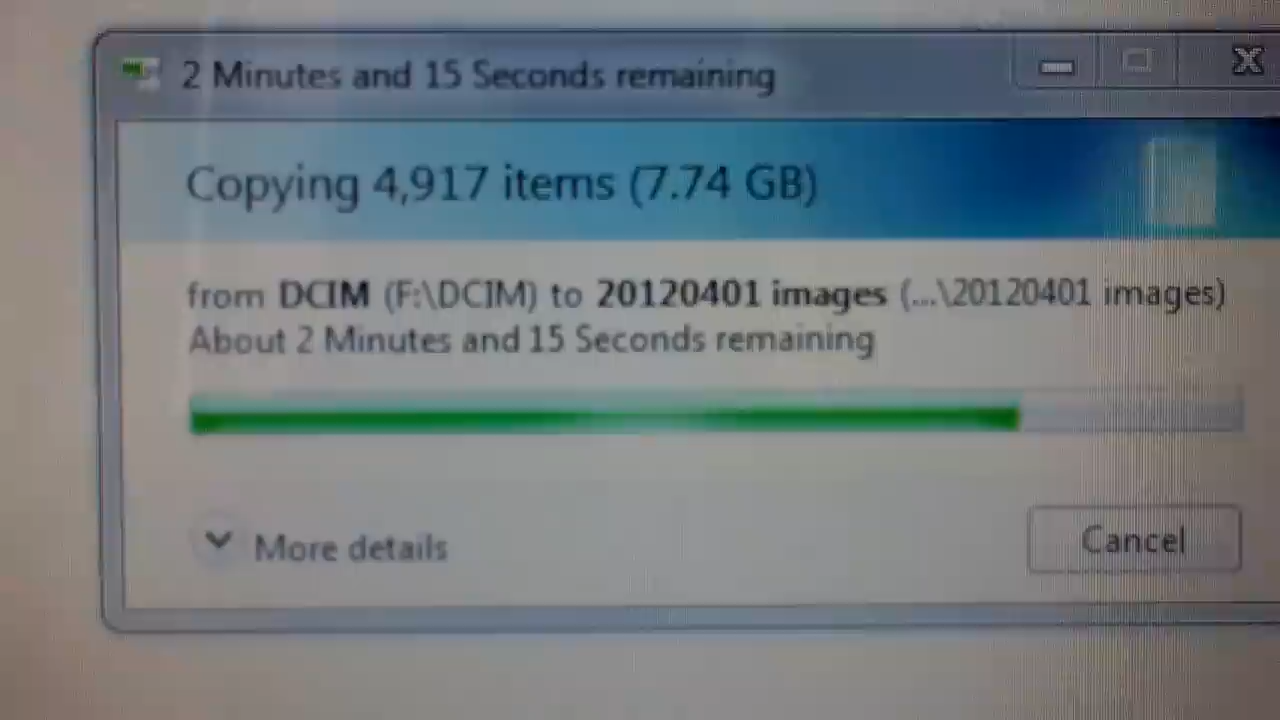 2 Minutes and 15 Seconds remaining
Copying 4,917 items (7.74 GB)
from DCIM (F:\DCIM) to 20120401 images (...\20120401 images)
About 2 Minutes and 15 Seconds remaining
More details
Cancel